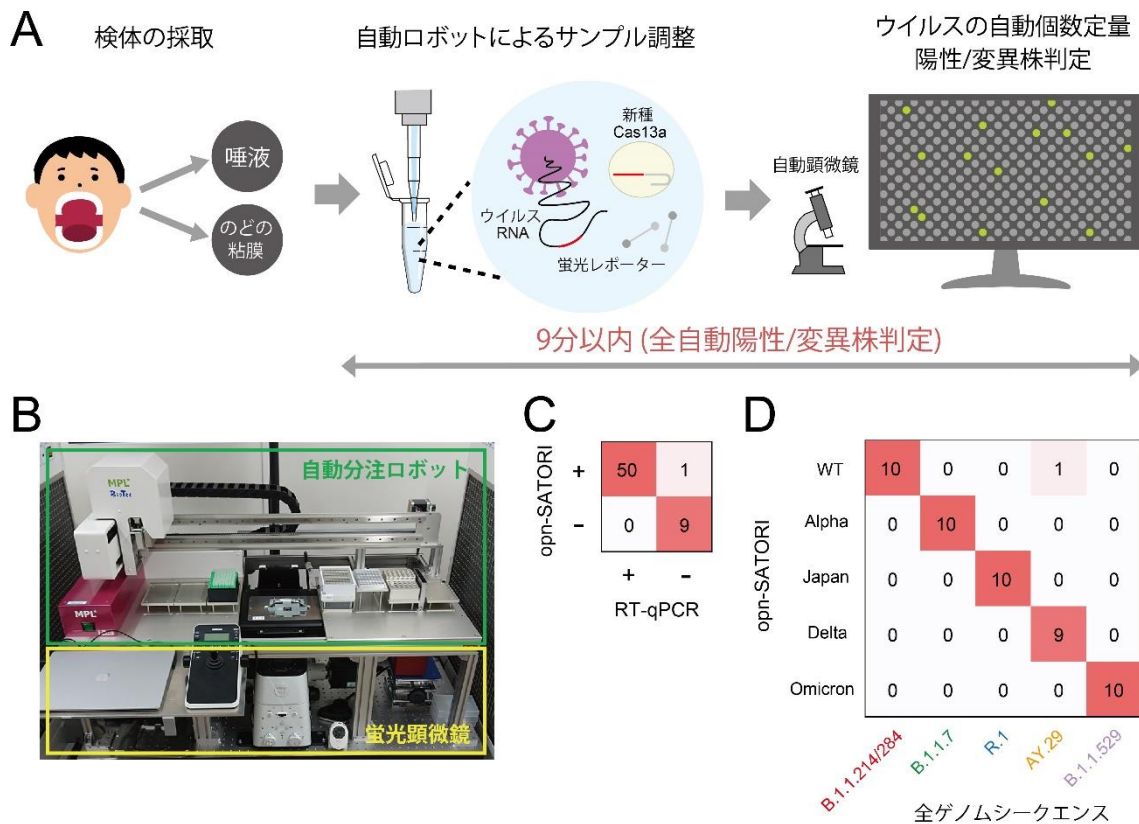 A
検体の採取
自動ロボットによるサンプル調整
ウイルスの自動個数定量
陽性/変異株判定
唾液
のどの
粘膜
新種
Cas13a
ウイルス
RNA
蛍光レポーター
自動顕微鏡
9分以内 (全自動陽性/変異株判定)
B
自動分注ロボット
MPL
MPL
蛍光顕微鏡
C
opn-SATORI
+
50
1
−
0
9
+
−
RT-qPCR
D
opn-SATORI
WT
10
0
0
1
0
Alpha
0
10
0
0
0
Japan
0
0
10
0
0
Delta
0
0
0
9
0
Omicron
0
0
0
0
10
B.1.1.214/284
B.1.1.7
R.1
AY.29
B.1.1.529
全ゲノムシークエンス